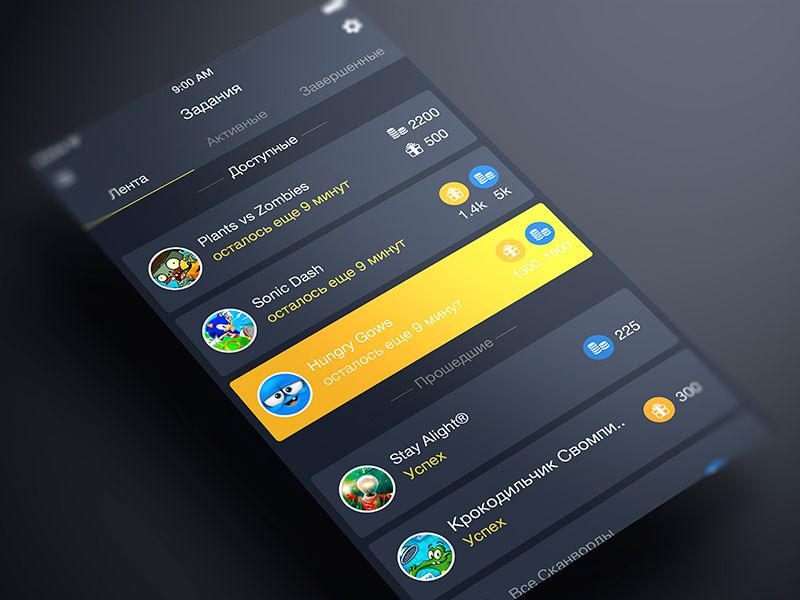 9:00 AM
Задания
Лента
Активные
Завершенные
Доступные
Plants vs Zombies
осталось еще 9 минут
2200
500
Sonic Dash
осталось еще 9 минут
1.4k
5k
Hungry Gows
осталось еще 9 минут
1300
1500
Прошедшие
Stay Alight®
Успех
225
Крокодильчик Свомпи..
Успех
300
Все Сканворды